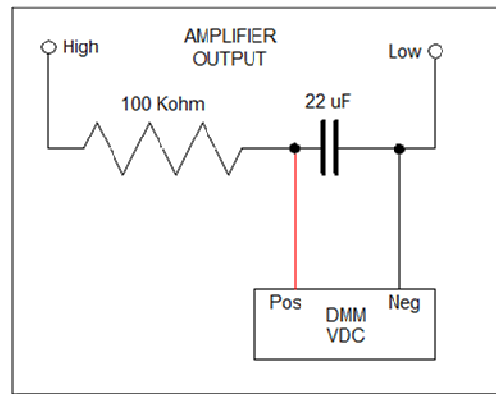 AMPLIFIER
OUTPUT
High
Low
100 Kohm
22 uF
Pos
Neg
DMM
VDC